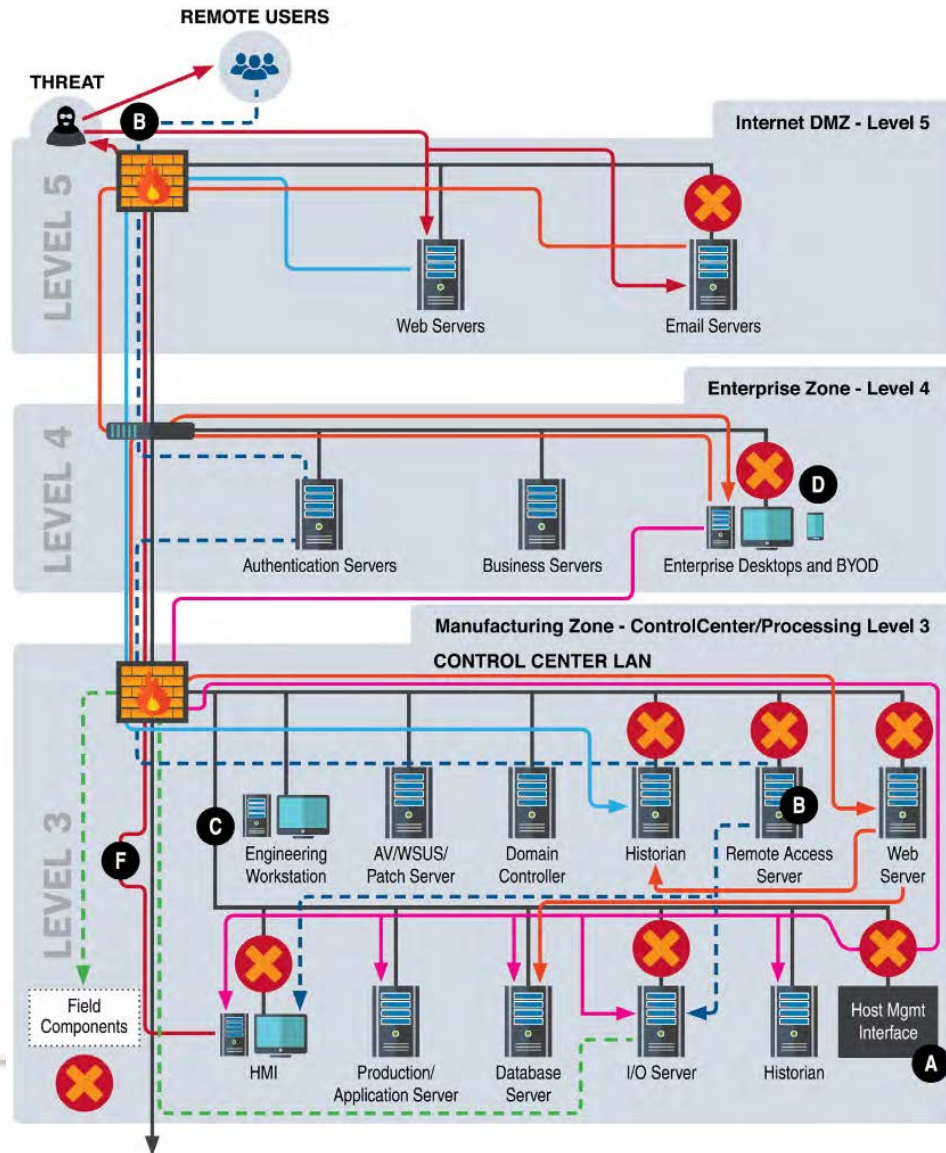 REMOTE USERS
THREAT
B
Internet DMZ - Level 5
LEVEL 5
Web Servers
Email Servers
Enterprise Zone - Level 4
LEVEL 4
D
Authentication Servers
Business Servers
Enterprise Desktops and BYOD
Manufacturing Zone - ControlCenter/Processing Level 3
CONTROL CENTER LAN
LEVEL 3
C
B
Engineering
Workstation
AV/WSUS/
Patch Server
Domain
Controller
Historian
Remote Access
Server
Web
Server
F
Field
Components
HMI
Production/
Application Server
Database
Server
I/O Server
Historian
Host Mgmt
Interface
A